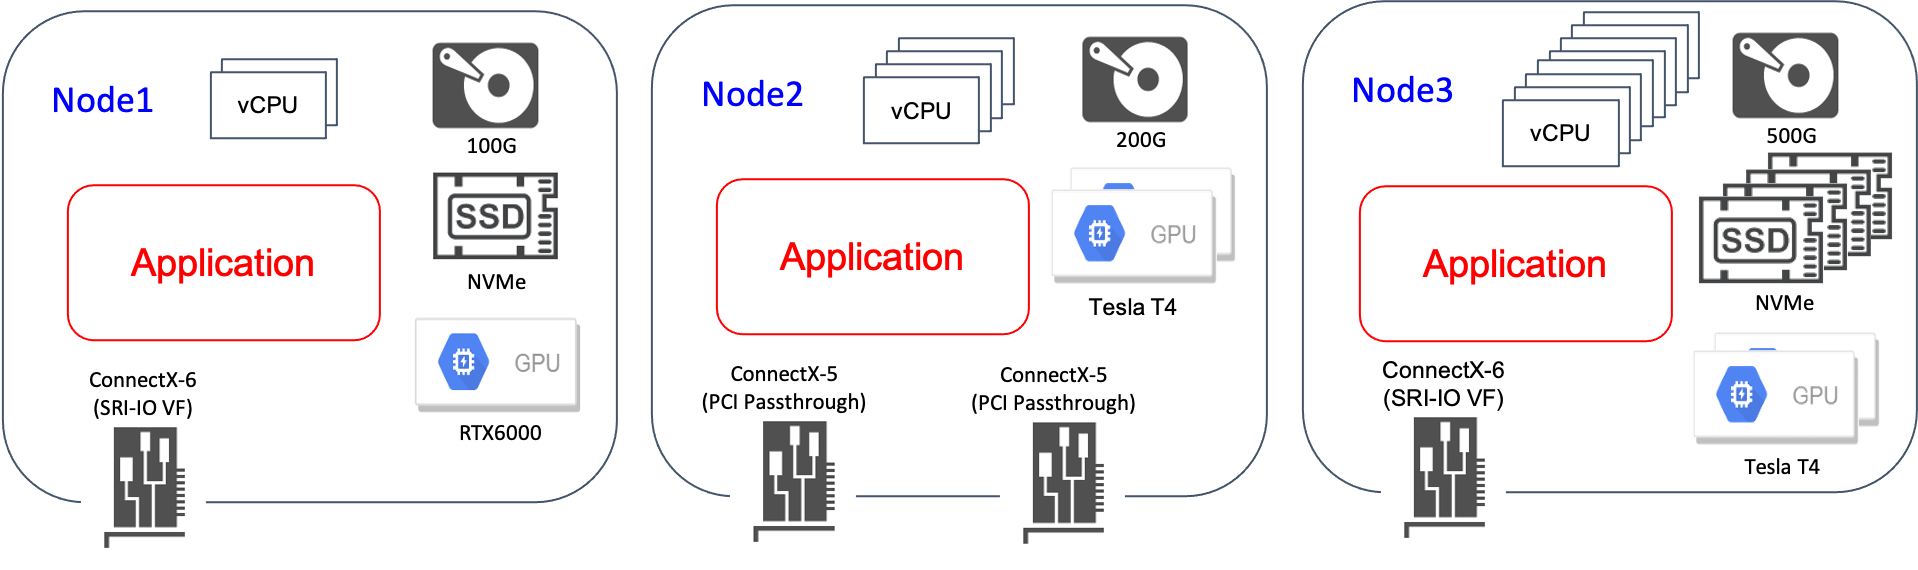 Node1
vCPU
100G
SSD
NVMe
Application
GPU
RTX6000
ConnectX-6
(SRI-IO VF)
Node2
vCPU
200G
Application
GPU
Tesla T4
ConnectX-5
(PCI Passthrough)
ConnectX-5
(PCI Passthrough)
Node3
vCPU
500G
SSD
NVMe
Application
ConnectX-6
(SRI-IO VF)
GPU
Tesla T4